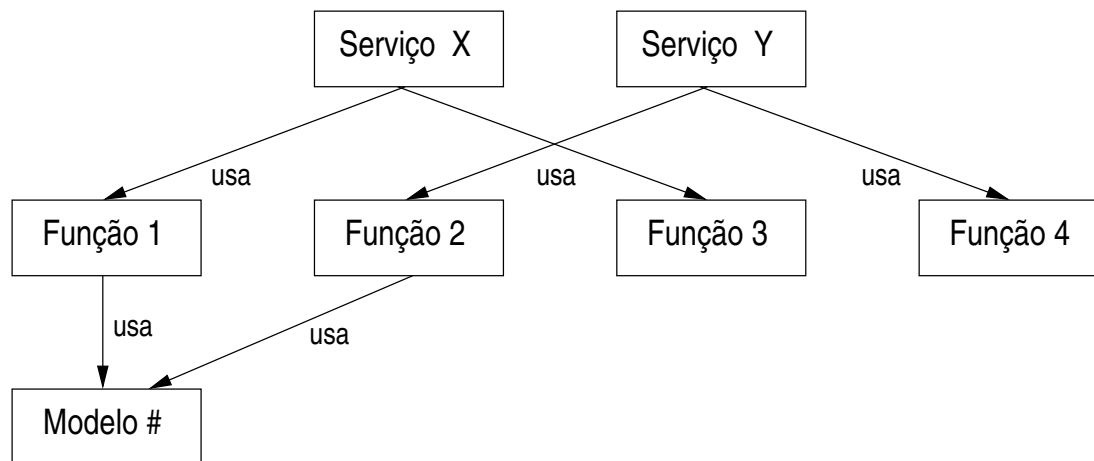 Serviço X
Serviço Y
usa
usa
usa
Função 1
Função 2
Função 3
Função 4
usa
usa
Modelo #